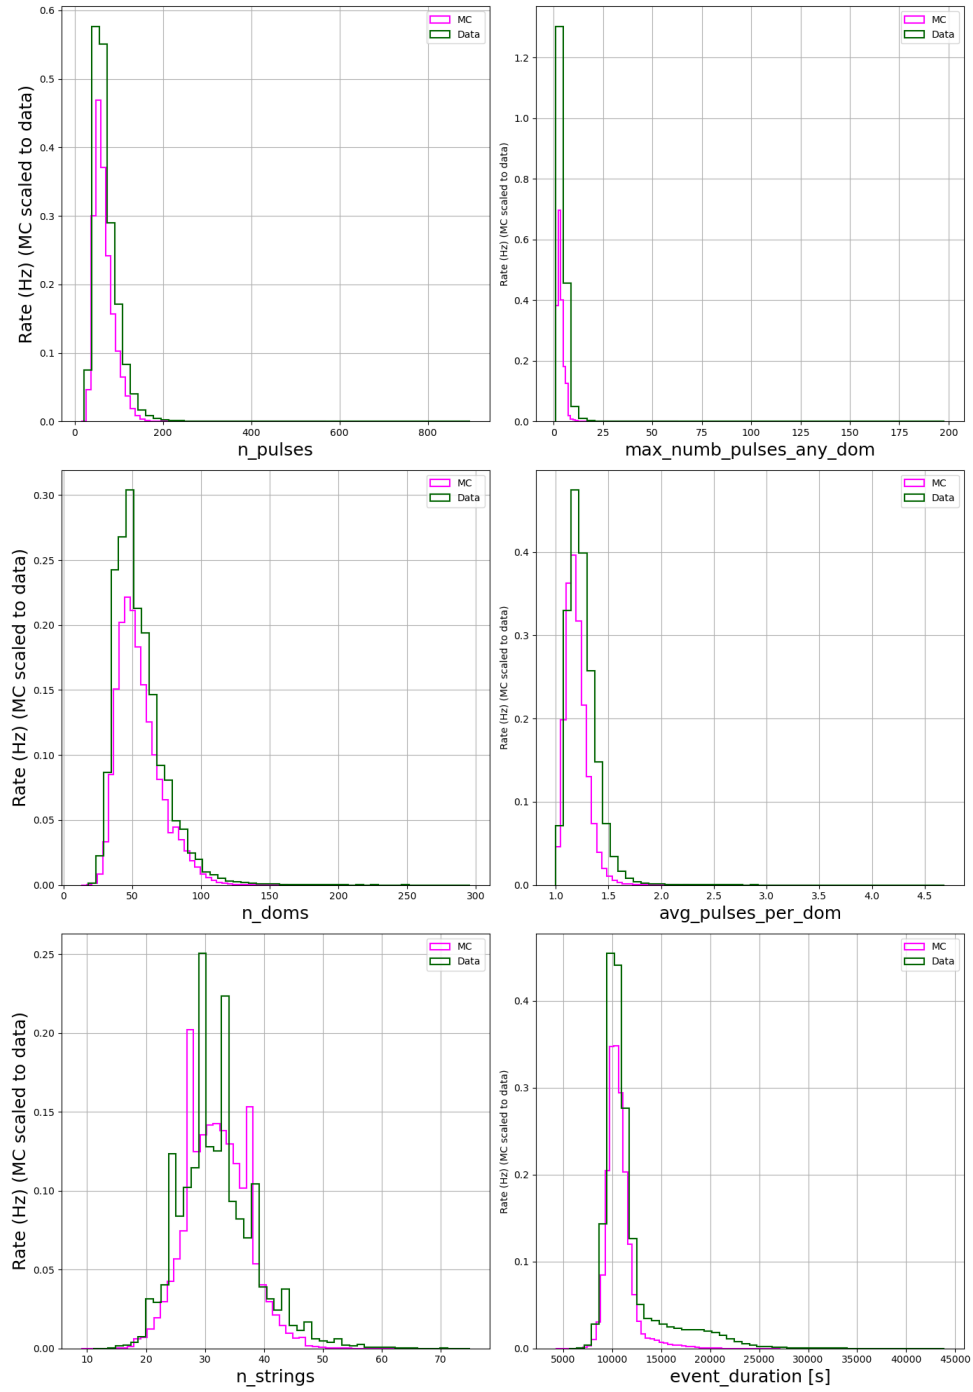 Rate (Hz) (MC scaled to data)
0.6
0.5
0.4
0.3
0.2
0.1
0.0
0 200 400 600 800
n_pulses
MC
Data
Rate (Hz) (MC scaled to data)
1.2
1.0
0.8
0.6
0.4
0.2
0.0
0 25 50 75 100 125 150 175 200
max_numb_pulses_any_dom
MC
Data
Rate (Hz) (MC scaled to data)
0.30
0.25
0.20
0.15
0.10
0.05
0.00
0 50 100 150 200 250 300
n_doms
MC
Data
Rate (Hz) (MC scaled to data)
0.4
0.3
0.2
0.1
0.0
1.0 1.5 2.0 2.5 3.0 3.5 4.0 4.5
avg_pulses_per_dom
MC
Data
Rate (Hz) (MC scaled to data)
0.25
0.20
0.15
0.10
0.05
0.00
10 20 30 40 50 60 70
n_strings
MC
Data
Rate (Hz) (MC scaled to data)
0.4
0.3
0.2
0.1
0.0
5000 10000 15000 20000 25000 30000 35000 40000 45000
event_duration [s]
MC
Data